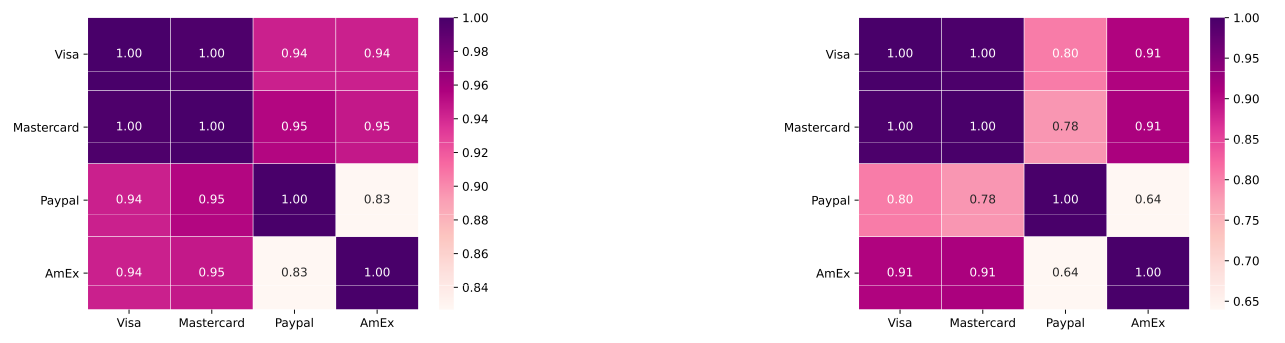 Visa 1.00 1.00 0.94 0.94
Mastercard 1.00 1.00 0.95 0.95
Paypal 0.94 0.95 1.00 0.83
AmEx 0.94 0.95 0.83 1.00
Visa Mastercard Paypal AmEx
1.00
0.98
0.96
0.94
0.92
0.90
0.88
0.86
0.84
Visa 1.00 1.00 0.80 0.91
Mastercard 1.00 1.00 0.78 0.91
Paypal 0.80 0.78 1.00 0.64
AmEx 0.91 0.91 0.64 1.00
Visa Mastercard Paypal AmEx
1.00
0.95
0.90
0.85
0.80
0.75
0.70
0.65